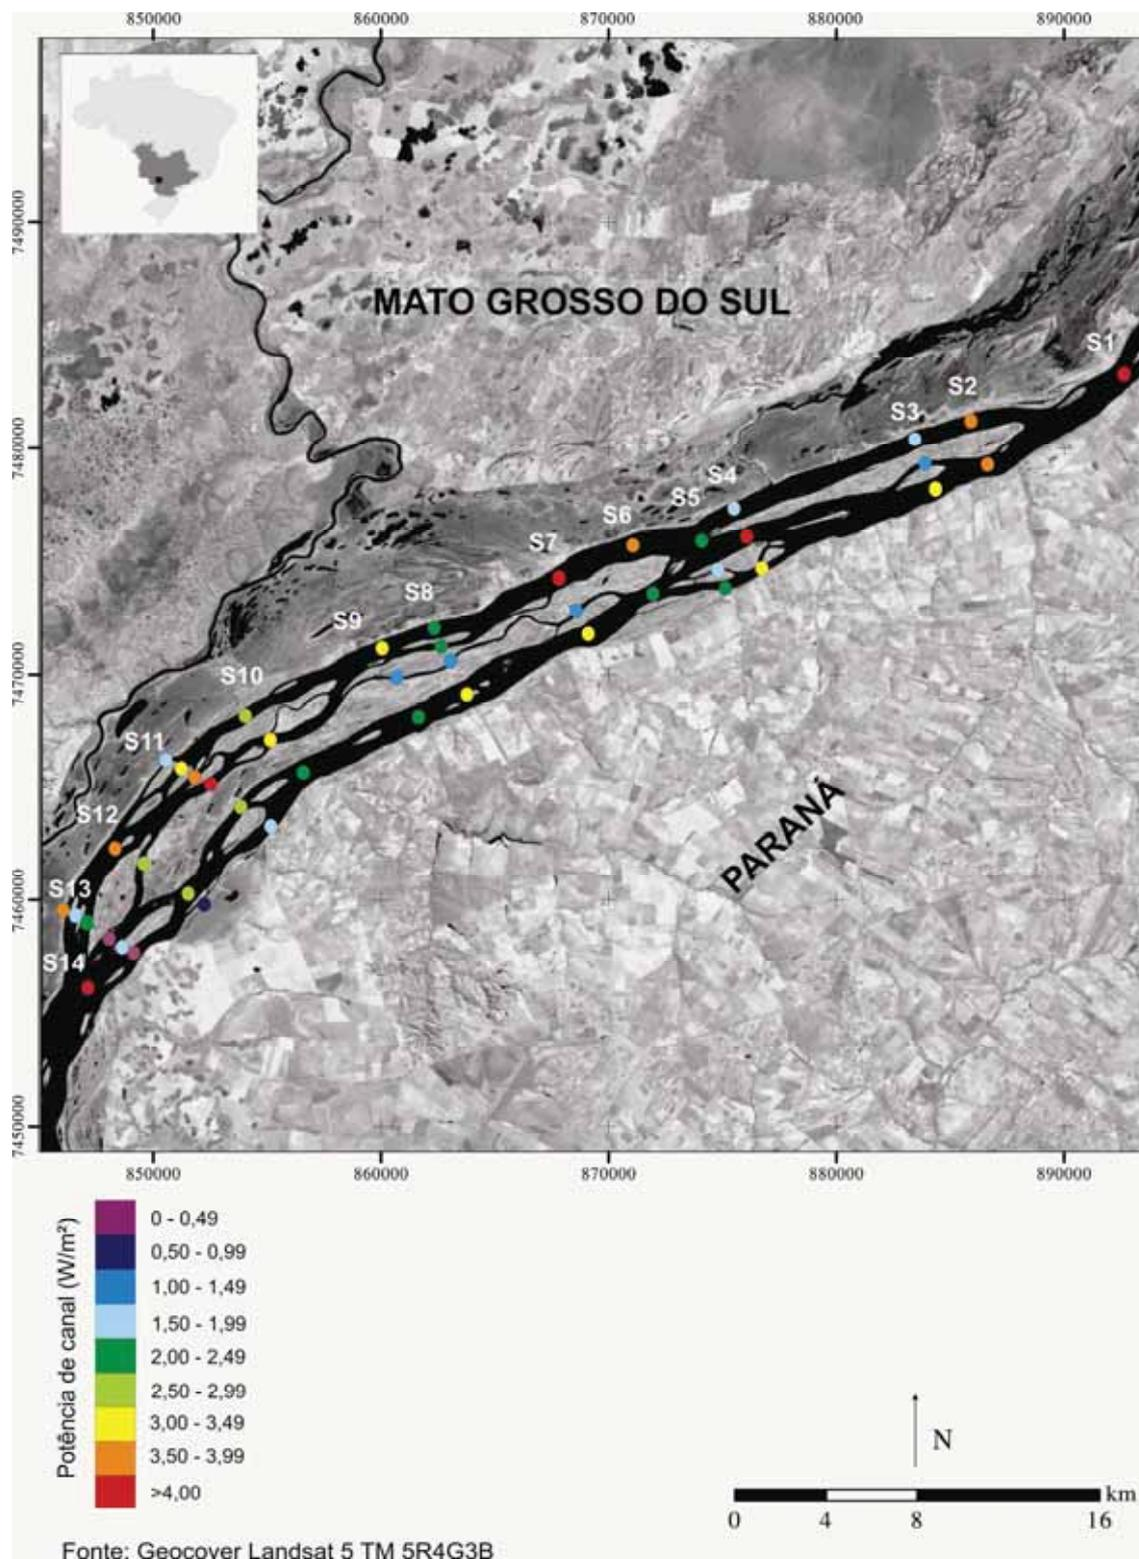 850000 860000 870000 880000 890000
7490000
MATO GROSSO DO SUL
S1
S2
S3
7480000
S4
S5
S6
S7
S8
S9
7470000
S10
S11
PARANÁ
S12
S13
7460000
S14
7450000
850000 860000 870000 880000 890000
Potência de canal (W/m²)
0 - 0,49
0,50 - 0,99
1,00 - 1,49
1,50 - 1,99
2,00 - 2,49
2,50 - 2,99
3,00 - 3,49
3,50 - 3,99
>4,00
N
km
0 4 8 16
Fonte: Geocover Landsat 5 TM 5R4G3B